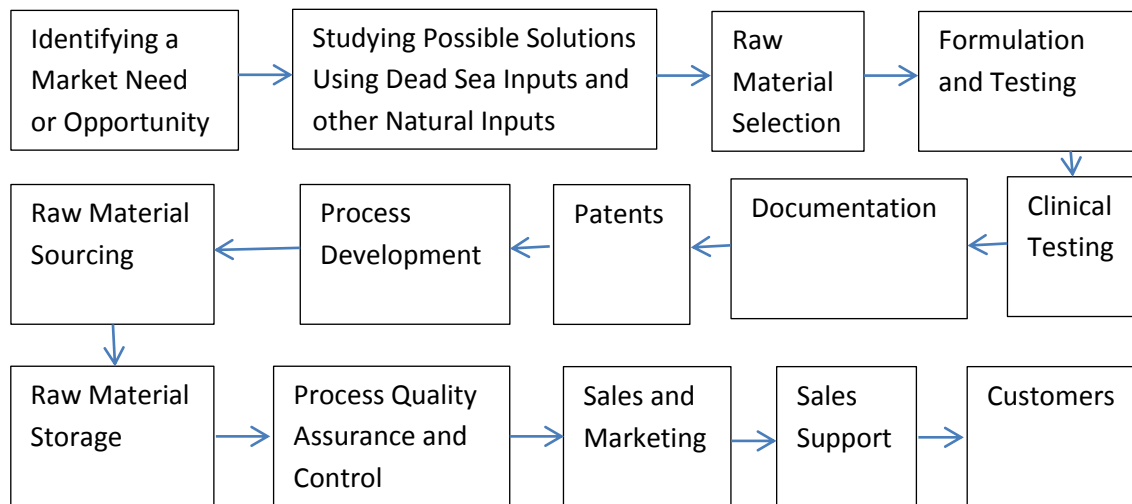 Identifying a
Market Need
or Opportunity
Studying Possible Solutions
Using Dead Sea Inputs and
other Natural Inputs
Raw
Material
Selection
Formulation
and Testing
Clinical
Testing
Documentation
Patents
Process
Development
Raw Material
Sourcing
Raw Material
Storage
Process Quality
Assurance and
Control
Sales and
Marketing
Sales
Support
Customers